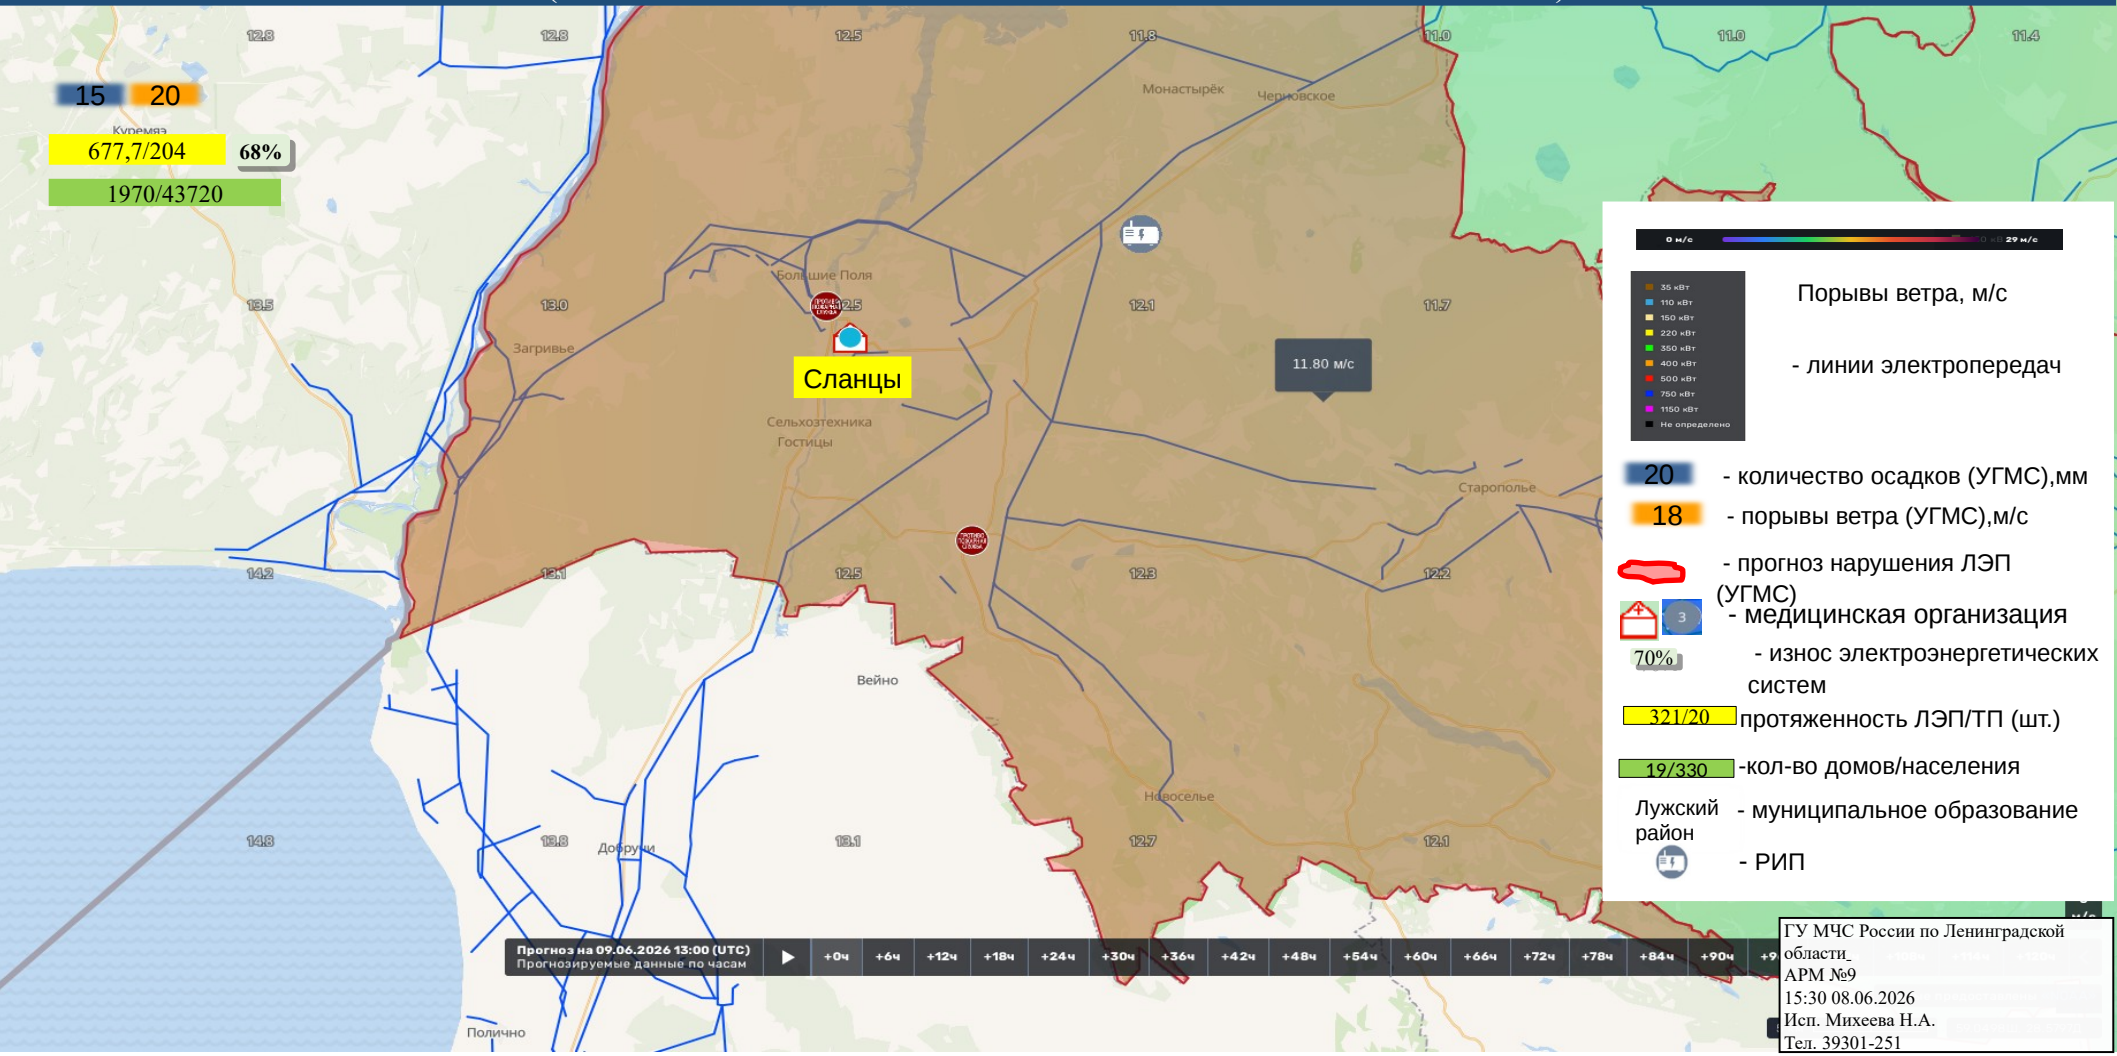 12.8
12.8
12.5
11.8
11.0
11.0
11.4
15 20
Монастырёк
Черновское
Куремяэ
677,7/204 68%
1970/43720
0 м/с
29 м/с
Большие Поля
13.5
13.0
2.5
12.1
11.7
Загривье
11.80 м/с
Сланцы
Сельхозтехника
Гостицы
Старополье
14.2
13.1
12.5
12.3
12.2
Вейно
Новоселье
14.8
13.8
13.1
12.7
12.1
Добручи
Полично
35 кВт
110 кВт
150 кВт
220 кВт
350 кВт
400 кВт
500 кВт
750 кВт
1150 кВт
Не определено
Порывы ветра, м/с
- линии электропередач
20 - количество осадков (УГМС),мм
18 - порывы ветра (УГМС),м/с
- прогноз нарушения ЛЭП
(УГМС)
3 - медицинская организация
70% - износ электроэнергетических
систем
321/20 протяженность ЛЭП/ТП (шт.)
19/330 -кол-во домов/населения
Лужский
район
- муниципальное образование
- РИП
Прогноз на 09.06.2026 13:00 (UTC)
Прогнозируемые данные по часам
+0ч +6ч +12ч +18ч +24ч +30ч +36ч +42ч +48ч +54ч +60ч +66ч +72ч +78ч +84ч +90ч
ГУ МЧС России по Ленинградской
области_
АРМ №9
15:30 08.06.2026
Исп. Михеева Н.А.
Тел. 39301-251